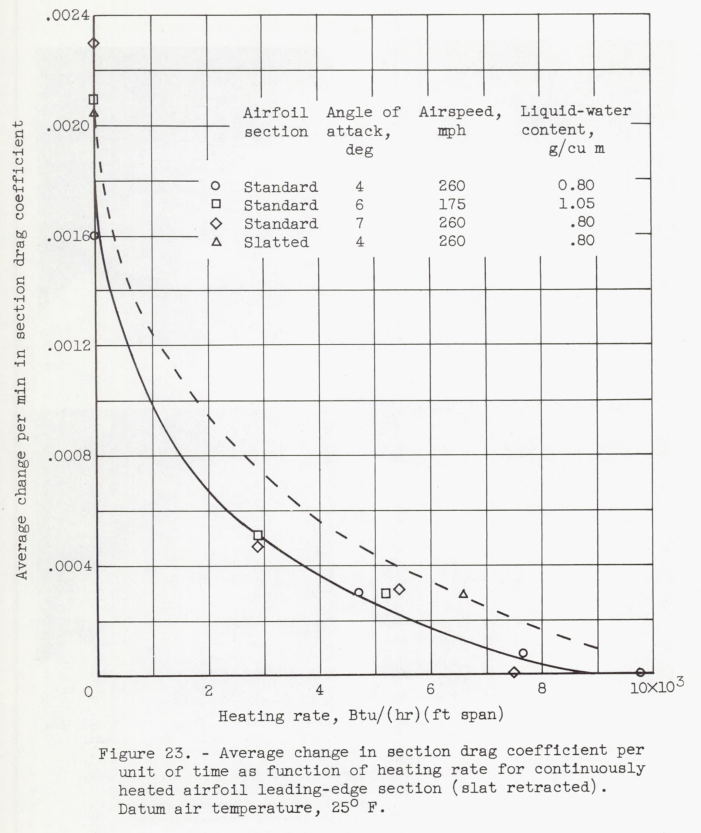 .0024
.0020
.0016
.0012
.0008
.0004
Average change per min in section drag coefficient
Airfoil Angle of Airspeed, Liquid-water
section attack, mph content,
deg g/cu m
○ Standard 4 260 0.80
□ Standard 6 175 1.05
◇ Standard 7 260 .80
△ Slatted 4 260 .80
0 2 4 6 8 10×10³
Heating rate, Btu/(hr)(ft span)
Figure 23. - Average change in section drag coefficient per
unit of time as function of heating rate for continuously
heated airfoil leading-edge section (slat retracted).
Datum air temperature, 25° F.